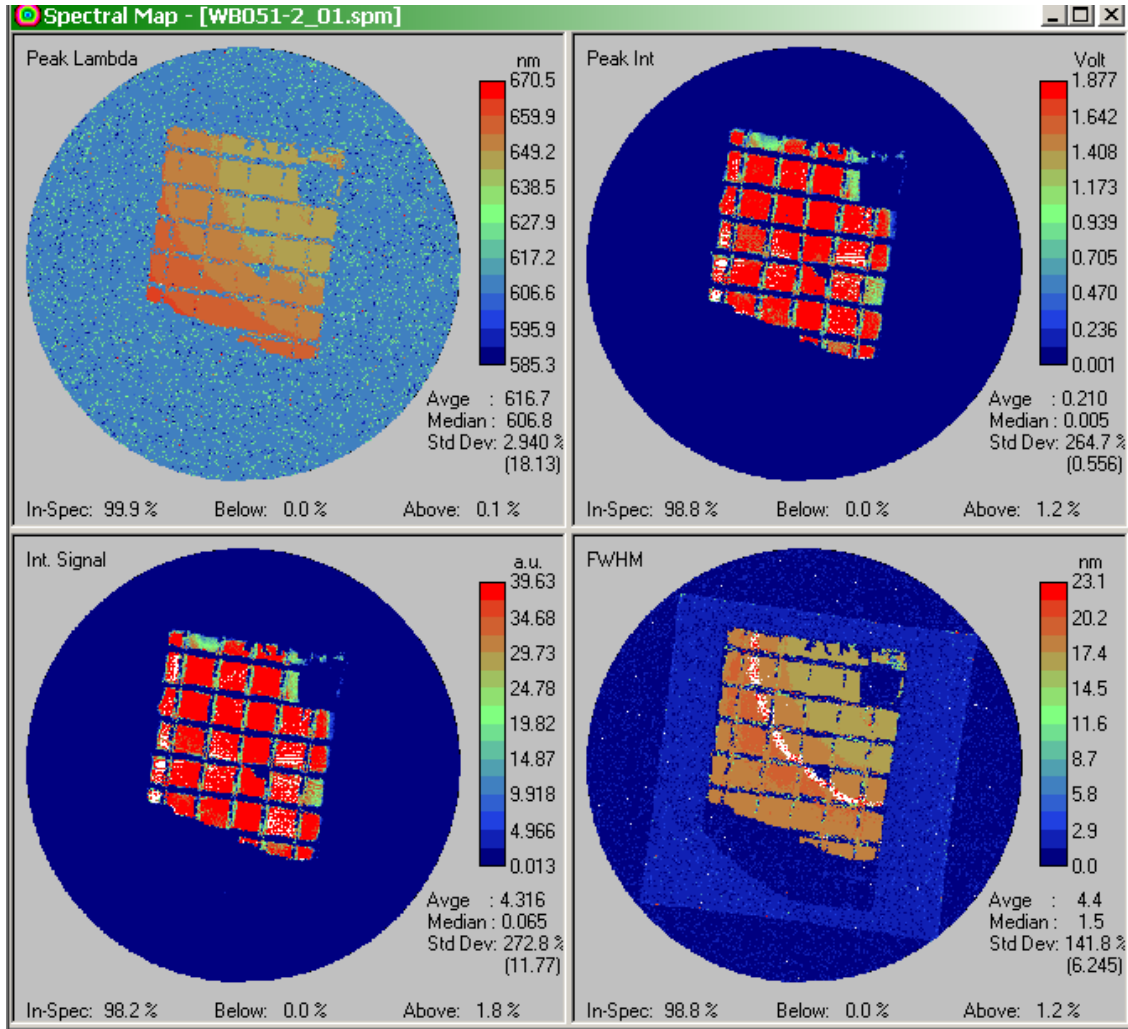 Spectral Map - [WB051-2_01.spm]
Peak Lambda
nm
670.5
659.9
649.2
638.5
627.9
617.2
606.6
595.9
585.3
Avge : 616.7
Median : 606.8
Std Dev: 2.940 %
(18.13)
In-Spec: 99.9 % Below: 0.0 % Above: 0.1 %
Peak Int
Volt
1.877
1.642
1.408
1.173
0.939
0.705
0.470
0.236
0.001
Avge : 0.210
Median : 0.005
Std Dev: 264.7 %
(0.556)
In-Spec: 98.8 % Below: 0.0 % Above: 1.2 %
Int. Signal
a.u.
39.63
34.68
29.73
24.78
19.82
14.87
9.918
4.966
0.013
Avge : 4.316
Median : 0.065
Std Dev: 272.8 %
(11.77)
In-Spec: 98.2 % Below: 0.0 % Above: 1.8 %
FWHM
nm
23.1
20.2
17.4
14.5
11.6
8.7
5.8
2.9
0.0
Avge : 4.4
Median : 1.5
Std Dev: 141.8 %
(6.245)
In-Spec: 98.8 % Below: 0.0 % Above: 1.2 %